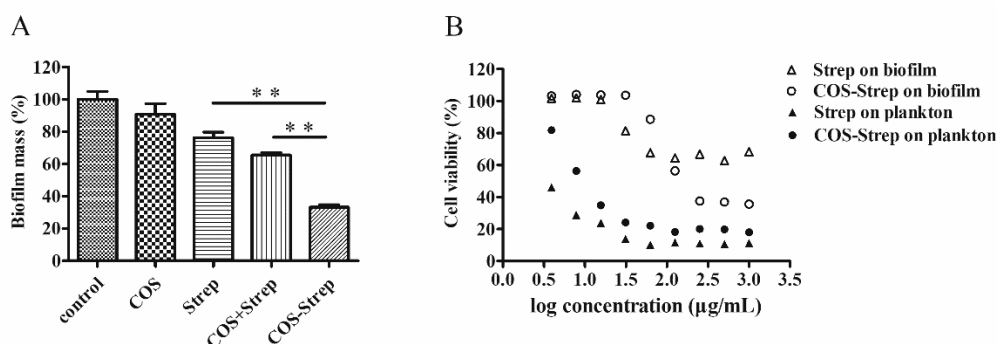 A
120
100
80
60
40
20
0
Biofilm mass (%)
* *
* *
control
COS
Strep
COS+Strep
COS-Strep
B
120
100
80
60
40
20
0
Cell viability (%)
0.0 0.5 1.0 1.5 2.0 2.5 3.0 3.5
log concentration (µg/mL)
Strep on biofilm
COS-Strep on biofilm
Strep on plankton
COS-Strep on plankton